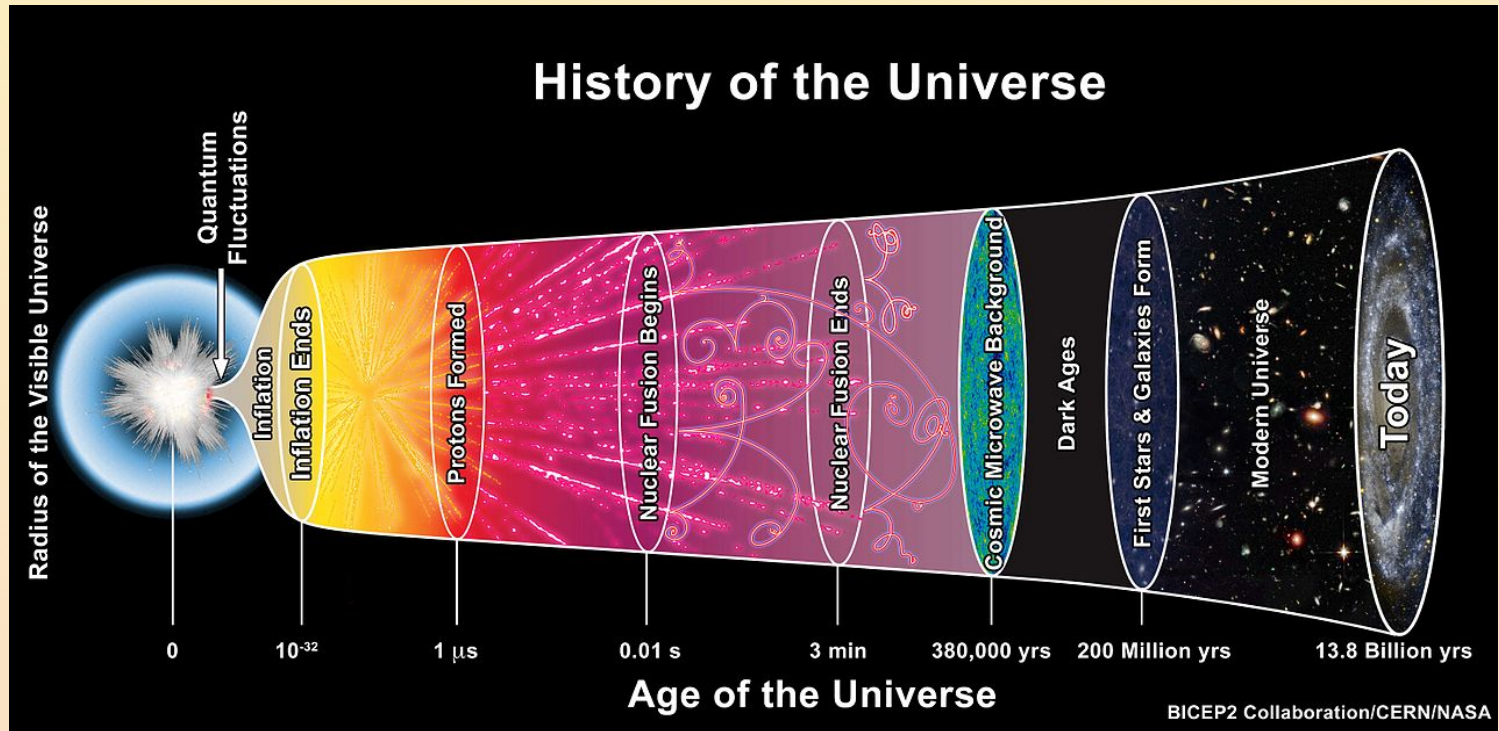 History of the Universe
Radius of the Visible Universe
Quantum
Fluctuations
Inflation
Inflation Ends
Protons Formed
Nuclear Fusion Begins
Nuclear Fusion Ends
Cosmic Microwave Background
Dark Ages
First Stars & Galaxies Form
Modern Universe
Today
0
10⁻³²
1 µs
0.01 s
3 min
380,000 yrs
200 Million yrs
13.8 Billion yrs
Age of the Universe
BICEP2 Collaboration/CERN/NASA